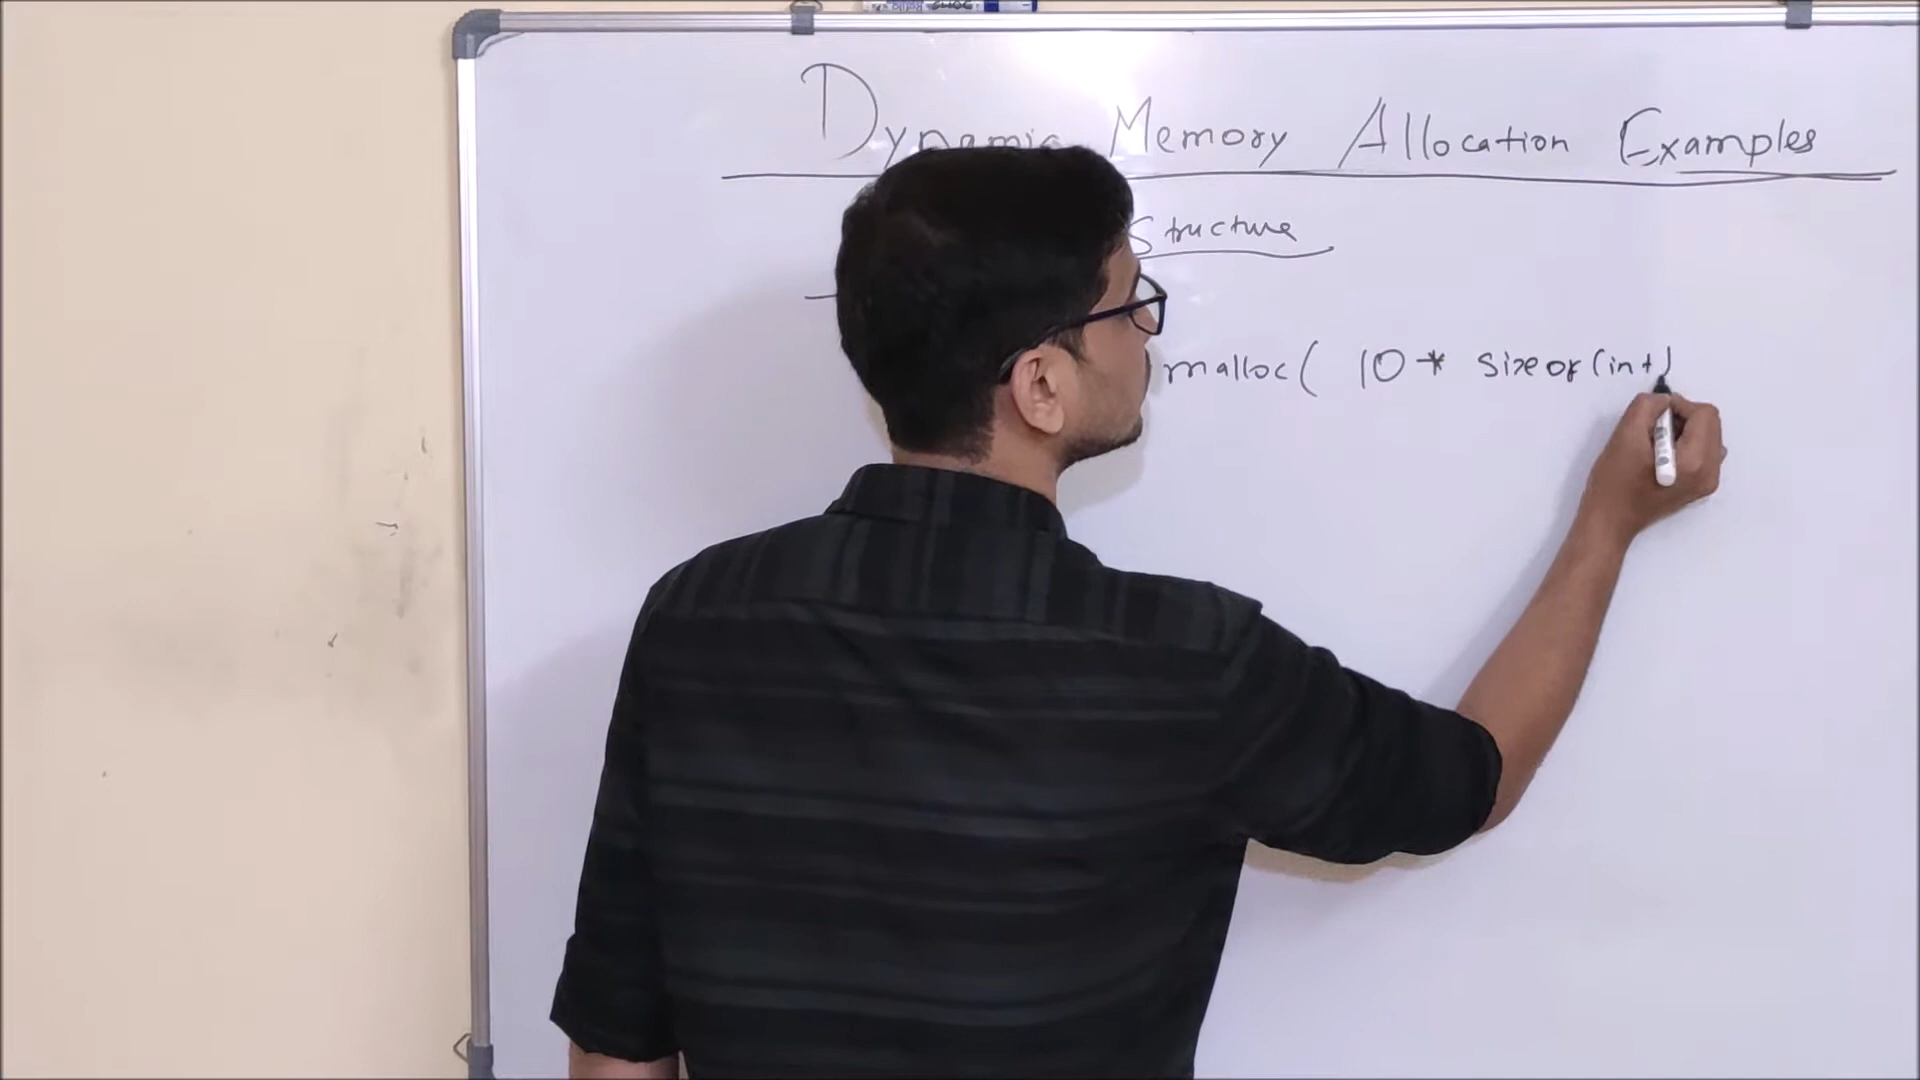 Dynamic Memory Allocation Examples
Structure
malloc( 10 * sizeof(int)